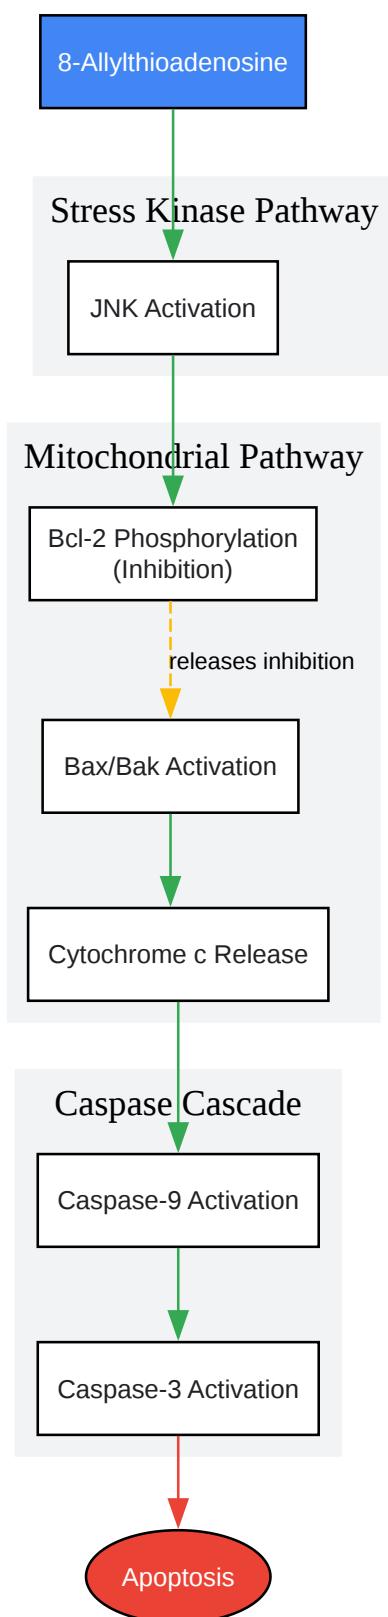 8-Allylthioadenosine
Stress Kinase Pathway
JNK Activation
Mitochondrial Pathway
Bcl-2 Phosphorylation
(Inhibition)
releases inhibition
Bax/Bak Activation
Cytochrome c Release
Caspase Cascade
Caspase-9 Activation
Caspase-3 Activation
Apoptosis